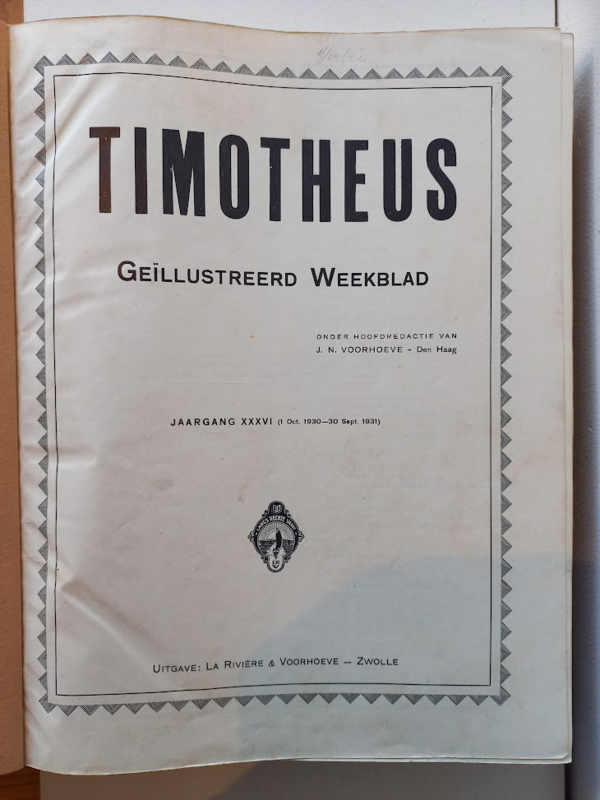 TIMOTHEUS
GEÏLLUSTREERD WEEKBLAD
ONDER HOOFDREDACTIE VAN
J. N. VOORHOEVE - Den Haag
JAARGANG XXXVI (1 Oct. 1930—30 Sept. 1931)
UITGAVE: LA RIVIÈRE & VOORHOEVE — ZWOLLE